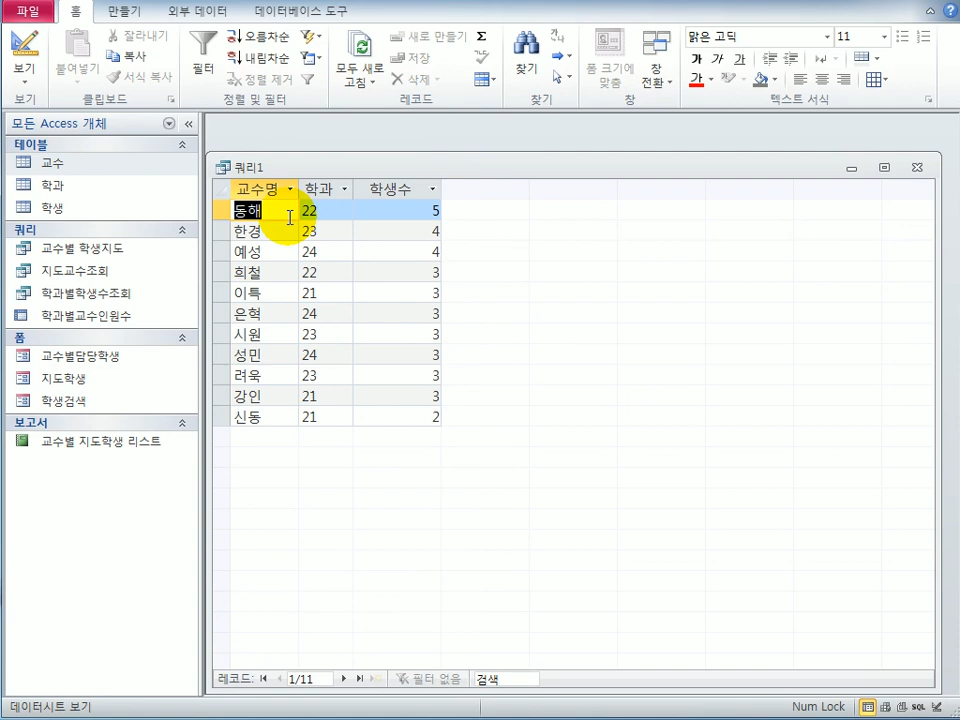 파일 홈 만들기 외부 데이터 데이터베이스 도구
보기 붙여넣기 잘라내기 복사 서식 복사 클립보드
필터 오름차순 내림차순 정렬 제거 정렬 및 필터
모두 새로 고침 새로 만들기 저장 삭제 Σ 레코드
찾기 찾기
폼 크기에 맞춤 창 전환 창
맑은 고딕 11 가 가 가 가 텍스트 서식
모든 Access 개체 «
테이블
교수
학과
학생
쿼리
교수별 학생지도
지도교수조회
학과별학생수조회
학과별교수인원수
폼
교수별담당학생
지도학생
학생검색
보고서
교수별 지도학생 리스트
쿼리1
교수명 학과 학생수
동해 22 5
한경 23 4
예성 24 4
희철 22 3
이특 21 3
은혁 24 3
시원 23 3
성민 24 3
려욱 23 3
강인 21 3
신동 21 2
레코드: 1/11 필터 없음 검색
데이터시트 보기 Num Lock SQL